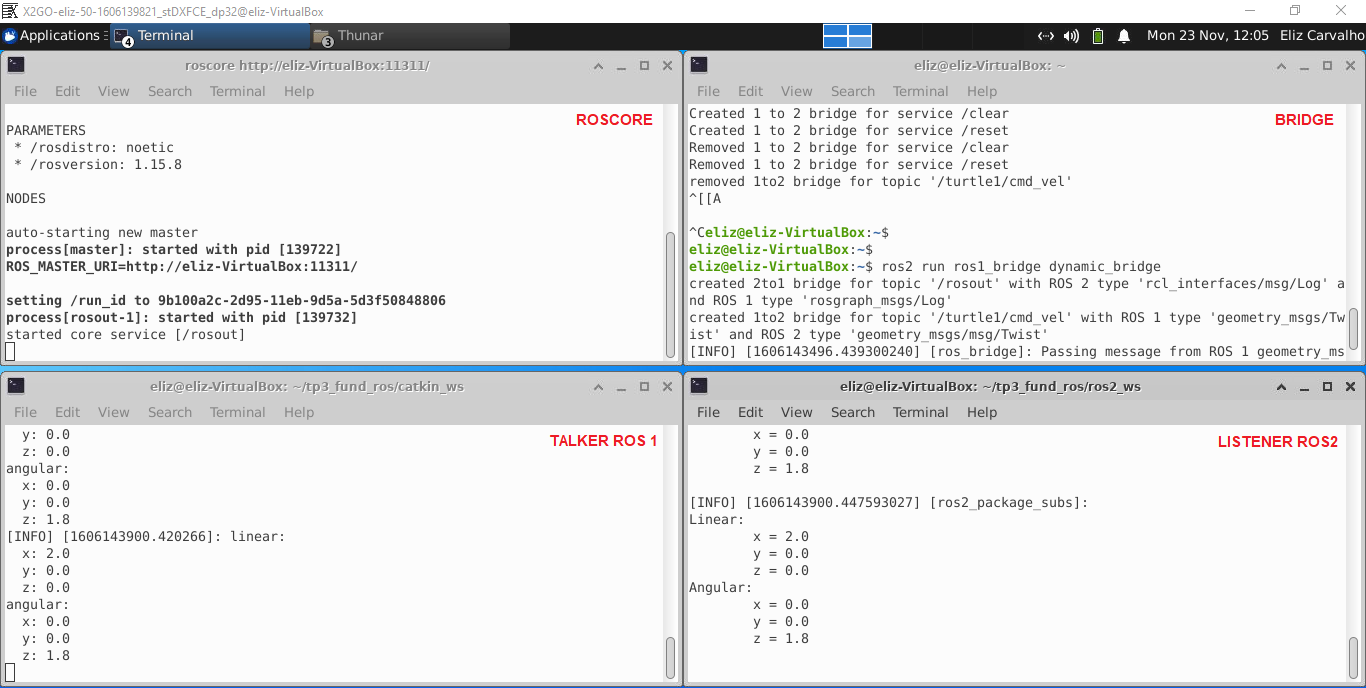 X2GO-eliz-50-1606139821_stDXFCE_dp32@eliz-VirtualBox
Applications Terminal Thunar Mon 23 Nov, 12:05 Eliz Carvalho
4 3
roscore http://eliz-VirtualBox:11311/
File Edit View Search Terminal Help
ROSCORE
PARAMETERS
* /rosdistro: noetic
* /rosversion: 1.15.8
NODES
auto-starting new master
process[master]: started with pid [139722]
ROS_MASTER_URI=http://eliz-VirtualBox:11311/
setting /run_id to 9b100a2c-2d95-11eb-9d5a-5d3f50848806
process[rosout-1]: started with pid [139732]
started core service [/rosout]
eliz@eliz-VirtualBox: ~
File Edit View Search Terminal Help
Created 1 to 2 bridge for service /clear
BRIDGE
Created 1 to 2 bridge for service /reset
Removed 1 to 2 bridge for service /clear
Removed 1 to 2 bridge for service /reset
removed 1to2 bridge for topic '/turtle1/cmd_vel'
^[[A
^Celiz@eliz-VirtualBox:~$
eliz@eliz-VirtualBox:~$
eliz@eliz-VirtualBox:~$ ros2 run ros1_bridge dynamic_bridge
created 2to1 bridge for topic '/rosout' with ROS 2 type 'rcl_interfaces/msg/Log' a
nd ROS 1 type 'rosgraph_msgs/Log'
created 1to2 bridge for topic '/turtle1/cmd_vel' with ROS 1 type 'geometry_msgs/Tw
ist' and ROS 2 type 'geometry_msgs/msg/Twist'
[INFO] [1606143496.439300240] [ros_bridge]: Passing message from ROS 1 geometry_ms
eliz@eliz-VirtualBox: ~/tp3_fund_ros/catkin_ws
File Edit View Search Terminal Help
TALKER ROS 1
y: 0.0
z: 0.0
angular:
x: 0.0
y: 0.0
z: 1.8
[INFO] [1606143900.420266]: linear:
x: 2.0
y: 0.0
z: 0.0
angular:
x: 0.0
y: 0.0
z: 1.8
eliz@eliz-VirtualBox: ~/tp3_fund_ros/ros2_ws
File Edit View Search Terminal Help
LISTENER ROS2
x = 0.0
y = 0.0
z = 1.8
[INFO] [1606143900.447593027] [ros2_package_subs]:
Linear:
x = 2.0
y = 0.0
z = 0.0
Angular:
x = 0.0
y = 0.0
z = 1.8